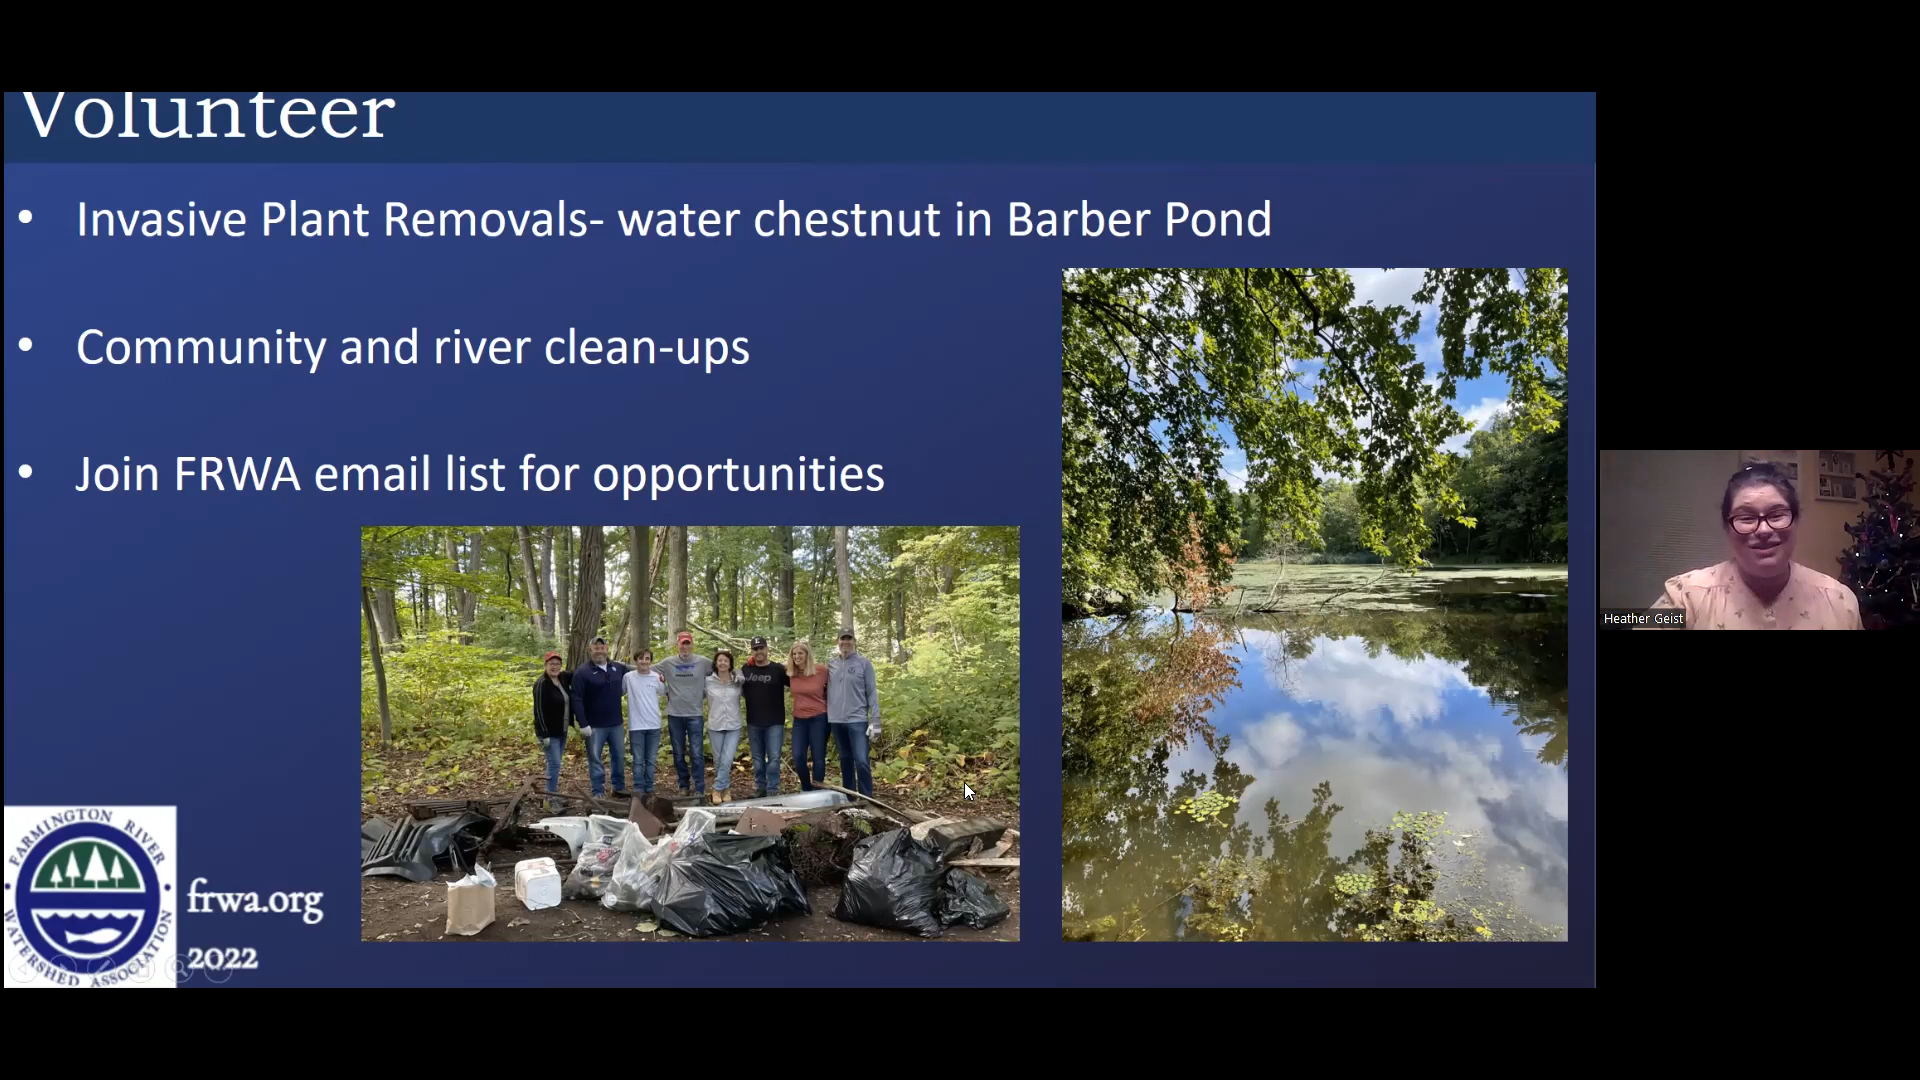 Volunteer
• Invasive Plant Removals- water chestnut in Barber Pond
• Community and river clean-ups
• Join FRWA email list for opportunities
Jeep
Heather Geist
FARMINGTON RIVER
WATERSHED ASSOCIATION
frwa.org
2022